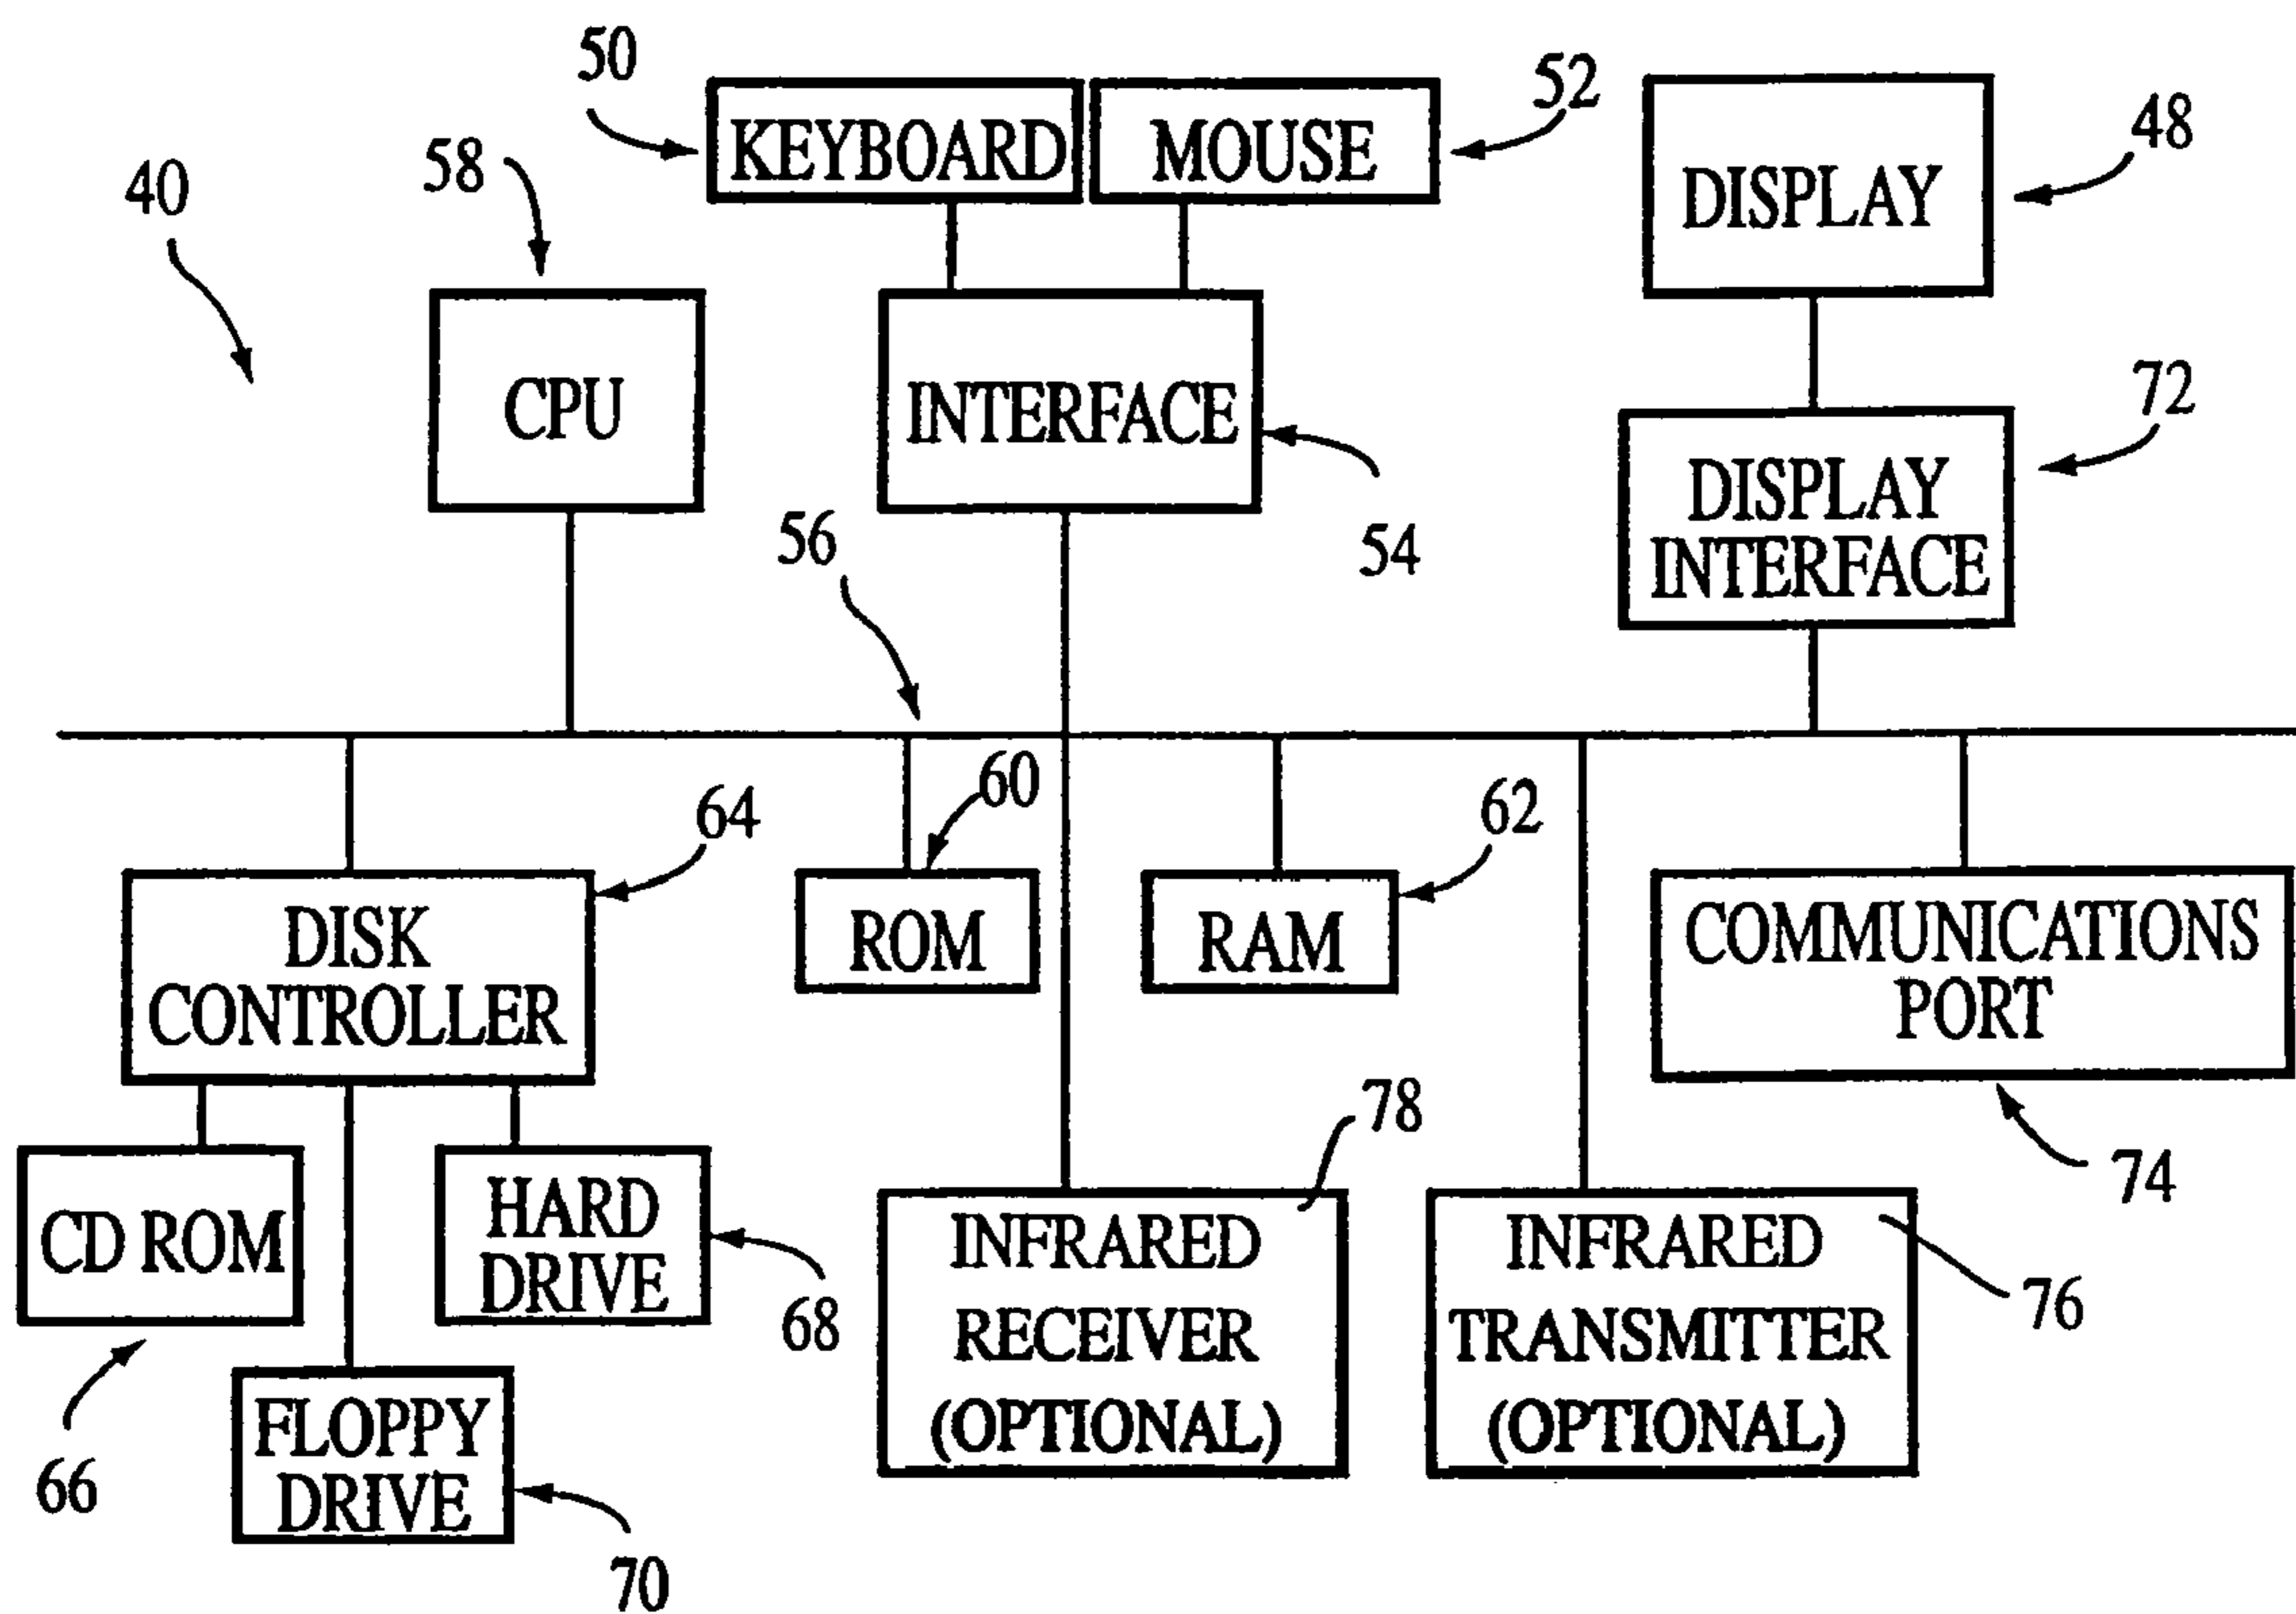 50
52
KEYBOARD
MOUSE
48
58
40
DISPLAY
72
CPU
INTERFACE
DISPLAY
INTERFACE
56
54
60
64
62
DISK
CONTROLLER
ROM
RAM
COMMUNICATIONS
PORT
78
74
CD ROM
HARD
DRIVE
68
INFRARED
RECEIVER
(OPTIONAL)
INFRARED
TRANSMITTER
(OPTIONAL)
76
66
FLOPPY
DRIVE
70